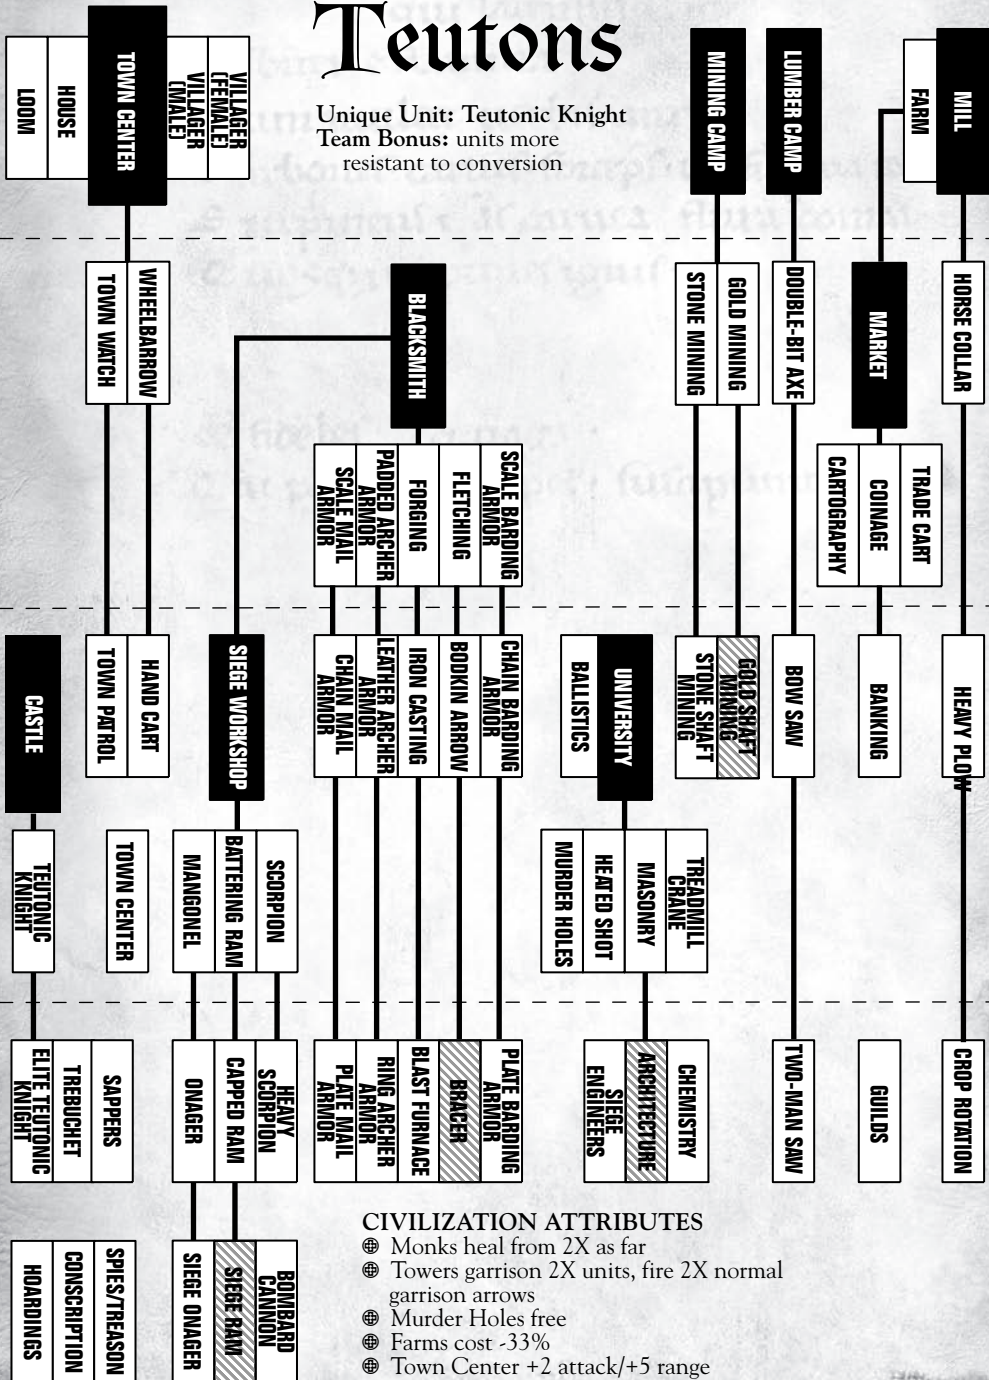 Teutons
Unique Unit: Teutonic Knight
Team Bonus: units more
resistant to conversion
TOWN CENTER
VILLAGER
(FEMALE)
VILLAGER
(MALE)
HOUSE
LOOM
MINING CAMP
LUMBER CAMP
MILL
FARM
WHEELBARROW
TOWN WATCH
BLACKSMITH
GOLD MINING
STONE MINING
DOUBLE-BIT AXE
MARKET
HORSE COLLAR
SCALE BARDING
ARMOR
FLETCHING
FORGING
PADDED ARCHER
ARMOR
SCALE MAIL
ARMOR
TRADE CART
COINAGE
CARTOGRAPHY
CASTLE
HAND CART
TOWN PATROL
SIEGE WORKSHOP
CHAIN BARDING
ARMOR
BODKIN ARROW
IRON CASTING
LEATHER ARCHER
ARMOR
CHAIN MAIL
ARMOR
UNIVERSITY
BALLISTICS
GOLD SHAFT
MINING
STONE SHAFT
MINING
BOW SAW
BANKING
HEAVY PLOW
TEUTONIC
KNIGHT
TOWN CENTER
SCORPION
BATTERING RAM
MANGONEL
TREADMILL
CRANE
MASONRY
HEATED SHOT
MURDER HOLES
SAPPERS
TREBUCHET
ELITE TEUTONIC
KNIGHT
HEAVY
SCORPION
CAPPED RAM
ONAGER
PLATE BARDING
ARMOR
BRACER
BLAST FURNACE
RING ARCHER
ARMOR
PLATE MAIL
ARMOR
CHEMISTRY
ARCHITECTURE
SIEGE
ENGINEERS
TWO-MAN SAW
GUILDS
CROP ROTATION
SPIES/TREASON
CONSCRIPTION
HOARDINGS
BOMBARD
CANNON
SIEGE RAM
SIEGE ONAGER
CIVILIZATION ATTRIBUTES
Monks heal from 2X as far
Towers garrison 2X units, fire 2X normal
garrison arrows
Murder Holes free
Farms cost -33%
Town Center +2 attack/+5 range